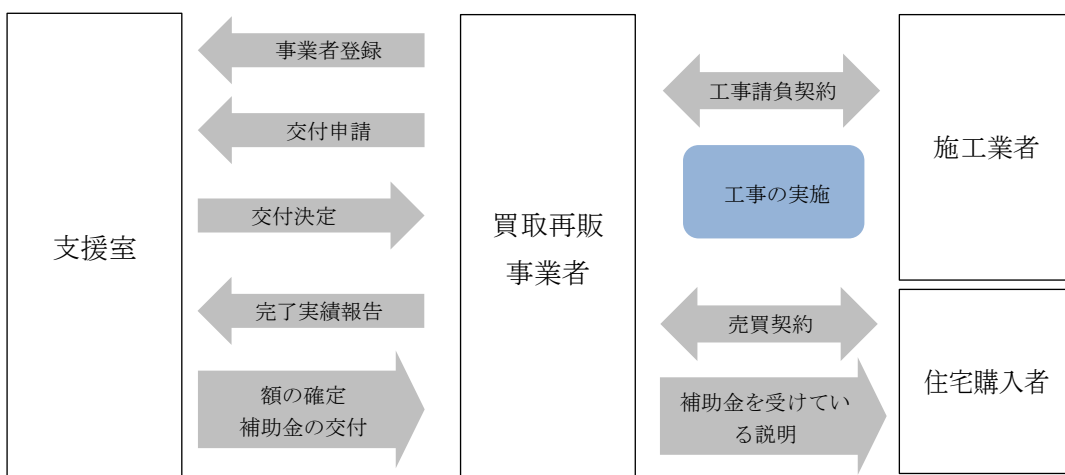 支援室
事業者登録
交付申請
交付決定
完了実績報告
額の確定
補助金の交付
買取再販
事業者
工事請負契約
工事の実施
売買契約
補助金を受けてい
る説明
施工業者
住宅購入者